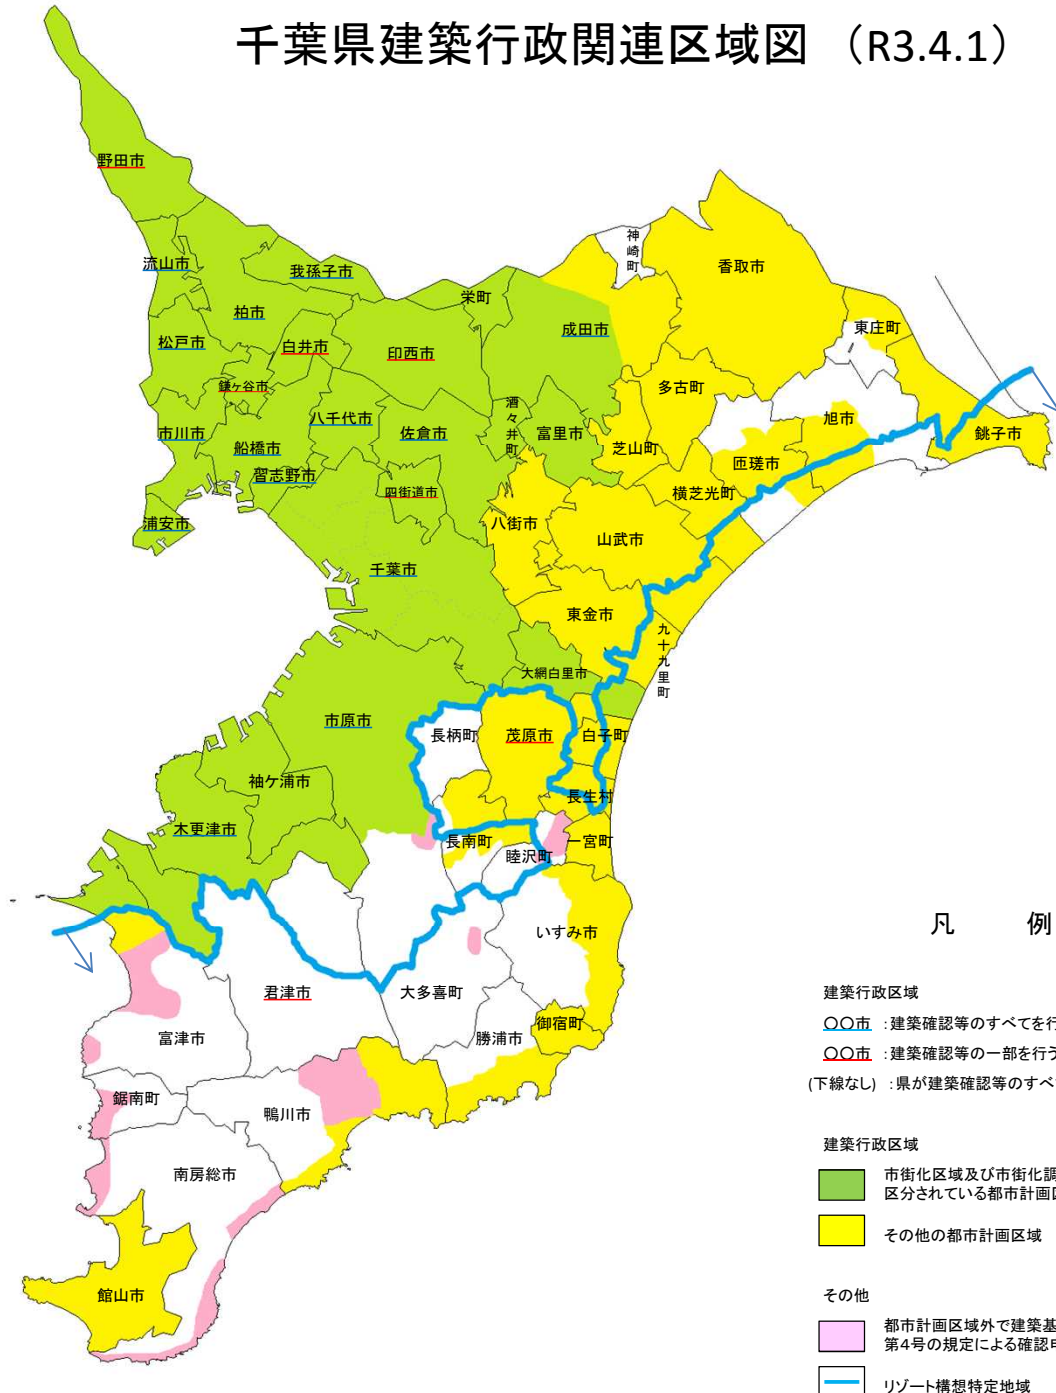 千葉県建築行政関連区域図 （R3.4.1）
野田市
流山市
我孫子市
柏市
栄町
神崎町
香取市
成田市
東庄町
松戸市
白井市
印西市
鎌ヶ谷市
多古町
酒々井町
八千代市
佐倉市
富里市
芝山町
旭市
銚子市
市川市
船橋市
匝瑳市
習志野市
四街道市
横芝光町
浦安市
八街市
山武市
千葉市
東金市
九十九里町
大網白里市
市原市
長柄町
茂原市
白子町
袖ケ浦市
長生村
木更津市
長南町
一宮町
睦沢町
いすみ市
君津市
大多喜町
富津市
勝浦市
御宿町
鋸南町
鴨川市
南房総市
館山市
凡 例
建築行政区域
〇〇市 ：建築確認等のすべてを行
〇〇市 ：建築確認等の一部を行う
(下線なし) ：県が建築確認等のすべ
建築行政区域
市街化区域及び市街化調
区分されている都市計画
その他の都市計画区域
その他
都市計画区域外で建築基
第4号の規定による確認
リゾート構想特定地域